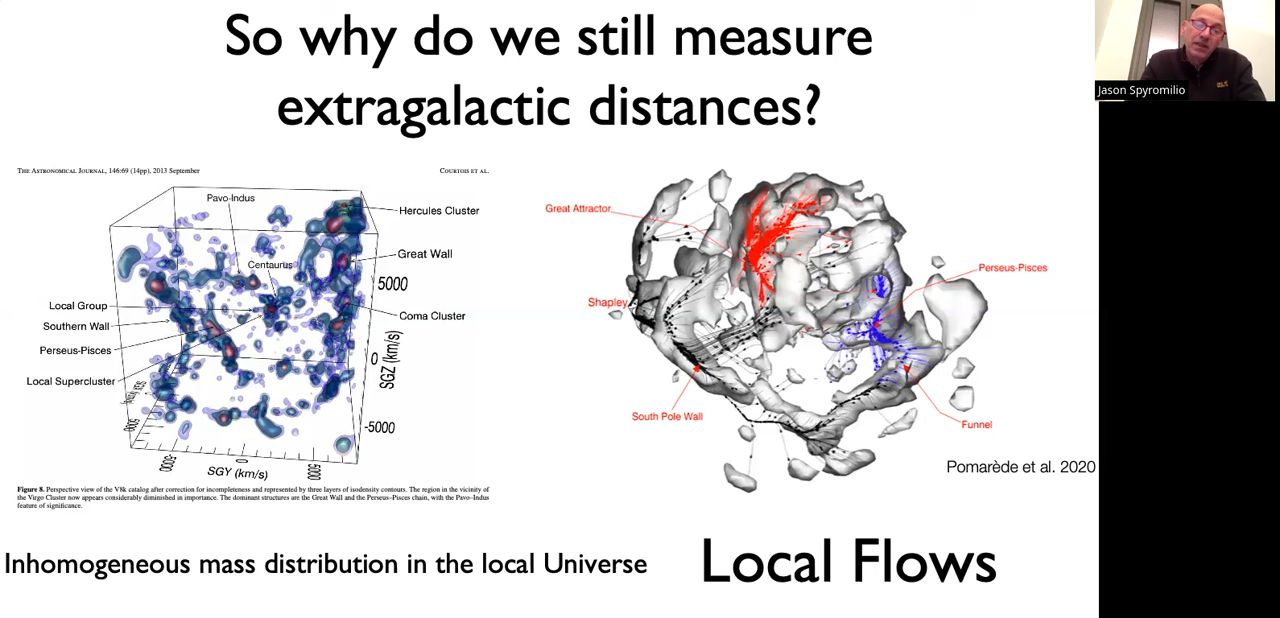 So why do we still measure
extragalactic distances?
Jason Spyromilio
THE ASTRONOMICAL JOURNAL, 146:69 (14pp), 2013 September
COURTOIS ET AL.
Pavo-Indus
Hercules Cluster
Great Wall
Centaurus
5000
Local Group
Coma Cluster
Southern Wall
Perseus-Pisces
0
SGZ (km/s)
Local Supercluster
-5000
0
5000
SGY (km/s)
Figure 8. Perspective view of the V8k catalog after correction for incompleteness and represented by three layers of isodensity contours. The region in the vicinity of
the Virgo Cluster now appears considerably diminished in importance. The dominant structures are the Great Wall and the Perseus–Pisces chain, with the Pavo–Indus
feature of significance.
Great Attractor
Perseus-Pisces
Shapley
South Pole Wall
Funnel
Pomarède et al. 2020
Inhomogeneous mass distribution in the local Universe
Local Flows